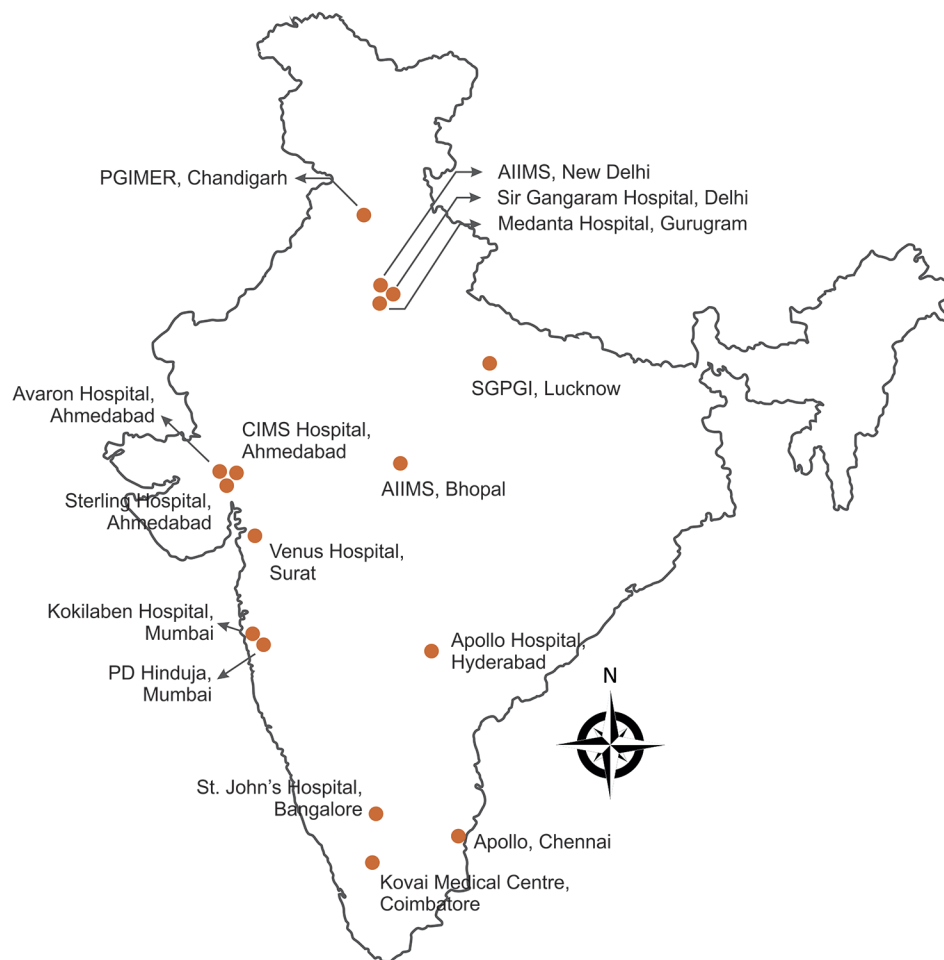 PGIMER, Chandigarh
AIIMS, New Delhi
Sir Gangaram Hospital, Delhi
Medanta Hospital, Gurugram
SGPGI, Lucknow
Avaron Hospital,
Ahmedabad
CIMS Hospital,
Ahmedabad
AIIMS, Bhopal
Sterling Hospital,
Ahmedabad
Venus Hospital,
Surat
Kokilaben Hospital,
Mumbai
Apollo Hospital,
Hyderabad
PD Hinduja,
Mumbai
N
St. John's Hospital,
Bangalore
Apollo, Chennai
Kovai Medical Centre,
Coimbatore